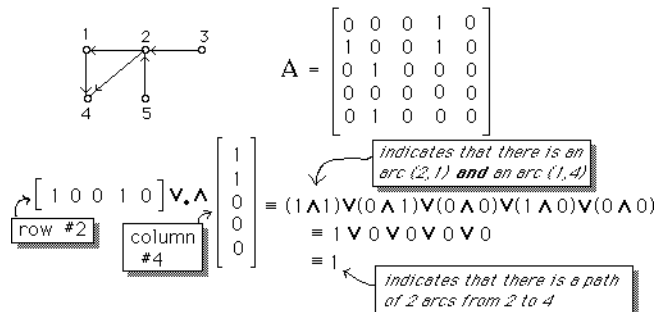 1 2 3
4 5
A = [ 0 0 0 1 0
1 0 0 1 0
0 1 0 0 0
0 0 0 0 0
0 1 0 0 0 ]
indicates that there is an
arc (2,1) and an arc (1,4)
[ 1 0 0 1 0 ] ∨.∧ [ 1
1
0
0
0 ] ≡ (1∧1)∨(0∧1)∨(0∧0)∨(1∧0)∨(0∧0)
≡ 1 ∨ 0 ∨ 0 ∨ 0 ∨ 0
≡ 1
row #2
column
#4
indicates that there is a path
of 2 arcs from 2 to 4